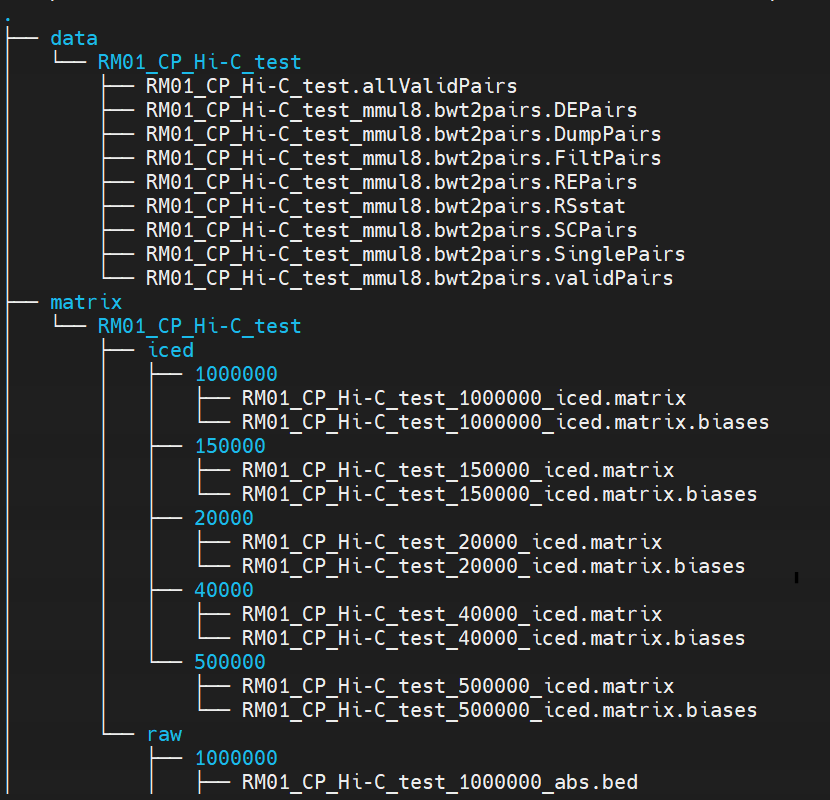 .
├── data
│   └── RM01_CP_Hi-C_test
│       ├── RM01_CP_Hi-C_test.allValidPairs
│       ├── RM01_CP_Hi-C_test_mmul8.bwt2pairs.DEPairs
│       ├── RM01_CP_Hi-C_test_mmul8.bwt2pairs.DumpPairs
│       ├── RM01_CP_Hi-C_test_mmul8.bwt2pairs.FiltPairs
│       ├── RM01_CP_Hi-C_test_mmul8.bwt2pairs.REPairs
│       ├── RM01_CP_Hi-C_test_mmul8.bwt2pairs.RSstat
│       ├── RM01_CP_Hi-C_test_mmul8.bwt2pairs.SCPairs
│       ├── RM01_CP_Hi-C_test_mmul8.bwt2pairs.SinglePairs
│       └── RM01_CP_Hi-C_test_mmul8.bwt2pairs.validPairs
├── matrix
│   └── RM01_CP_Hi-C_test
│       ├── iced
│       │   ├── 1000000
│       │   │   ├── RM01_CP_Hi-C_test_1000000_iced.matrix
│       │   │   └── RM01_CP_Hi-C_test_1000000_iced.matrix.biases
│       │   ├── 150000
│       │   │   ├── RM01_CP_Hi-C_test_150000_iced.matrix
│       │   │   └── RM01_CP_Hi-C_test_150000_iced.matrix.biases
│       │   ├── 20000
│       │   │   ├── RM01_CP_Hi-C_test_20000_iced.matrix
│       │   │   └── RM01_CP_Hi-C_test_20000_iced.matrix.biases
│       │   ├── 40000
│       │   │   ├── RM01_CP_Hi-C_test_40000_iced.matrix
│       │   │   └── RM01_CP_Hi-C_test_40000_iced.matrix.biases
│       │   └── 500000
│       │       ├── RM01_CP_Hi-C_test_500000_iced.matrix
│       │       └── RM01_CP_Hi-C_test_500000_iced.matrix.biases
│       └── raw
│           ├── 1000000
│           │   ├── RM01_CP_Hi-C_test_1000000_abs.bed